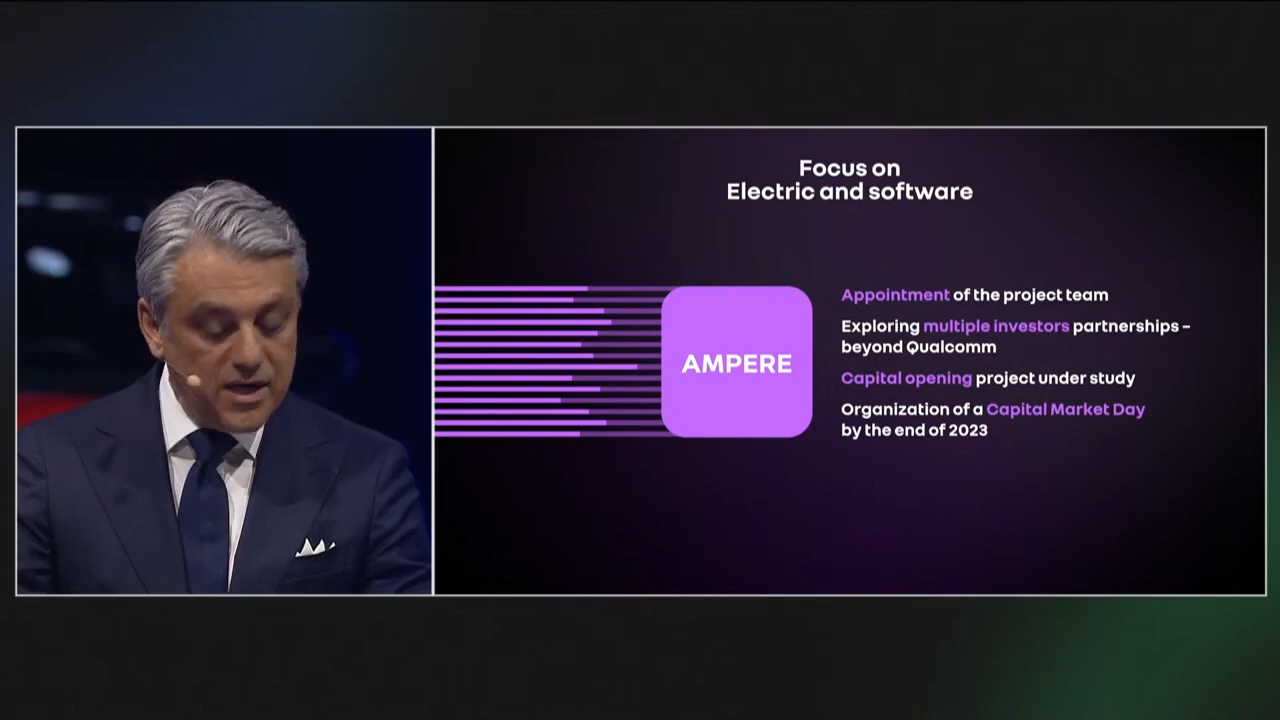 Focus on
Electric and software
AMPERE
Appointment of the project team
Exploring multiple investors partnerships –
beyond Qualcomm
Capital opening project under study
Organization of a Capital Market Day
by the end of 2023